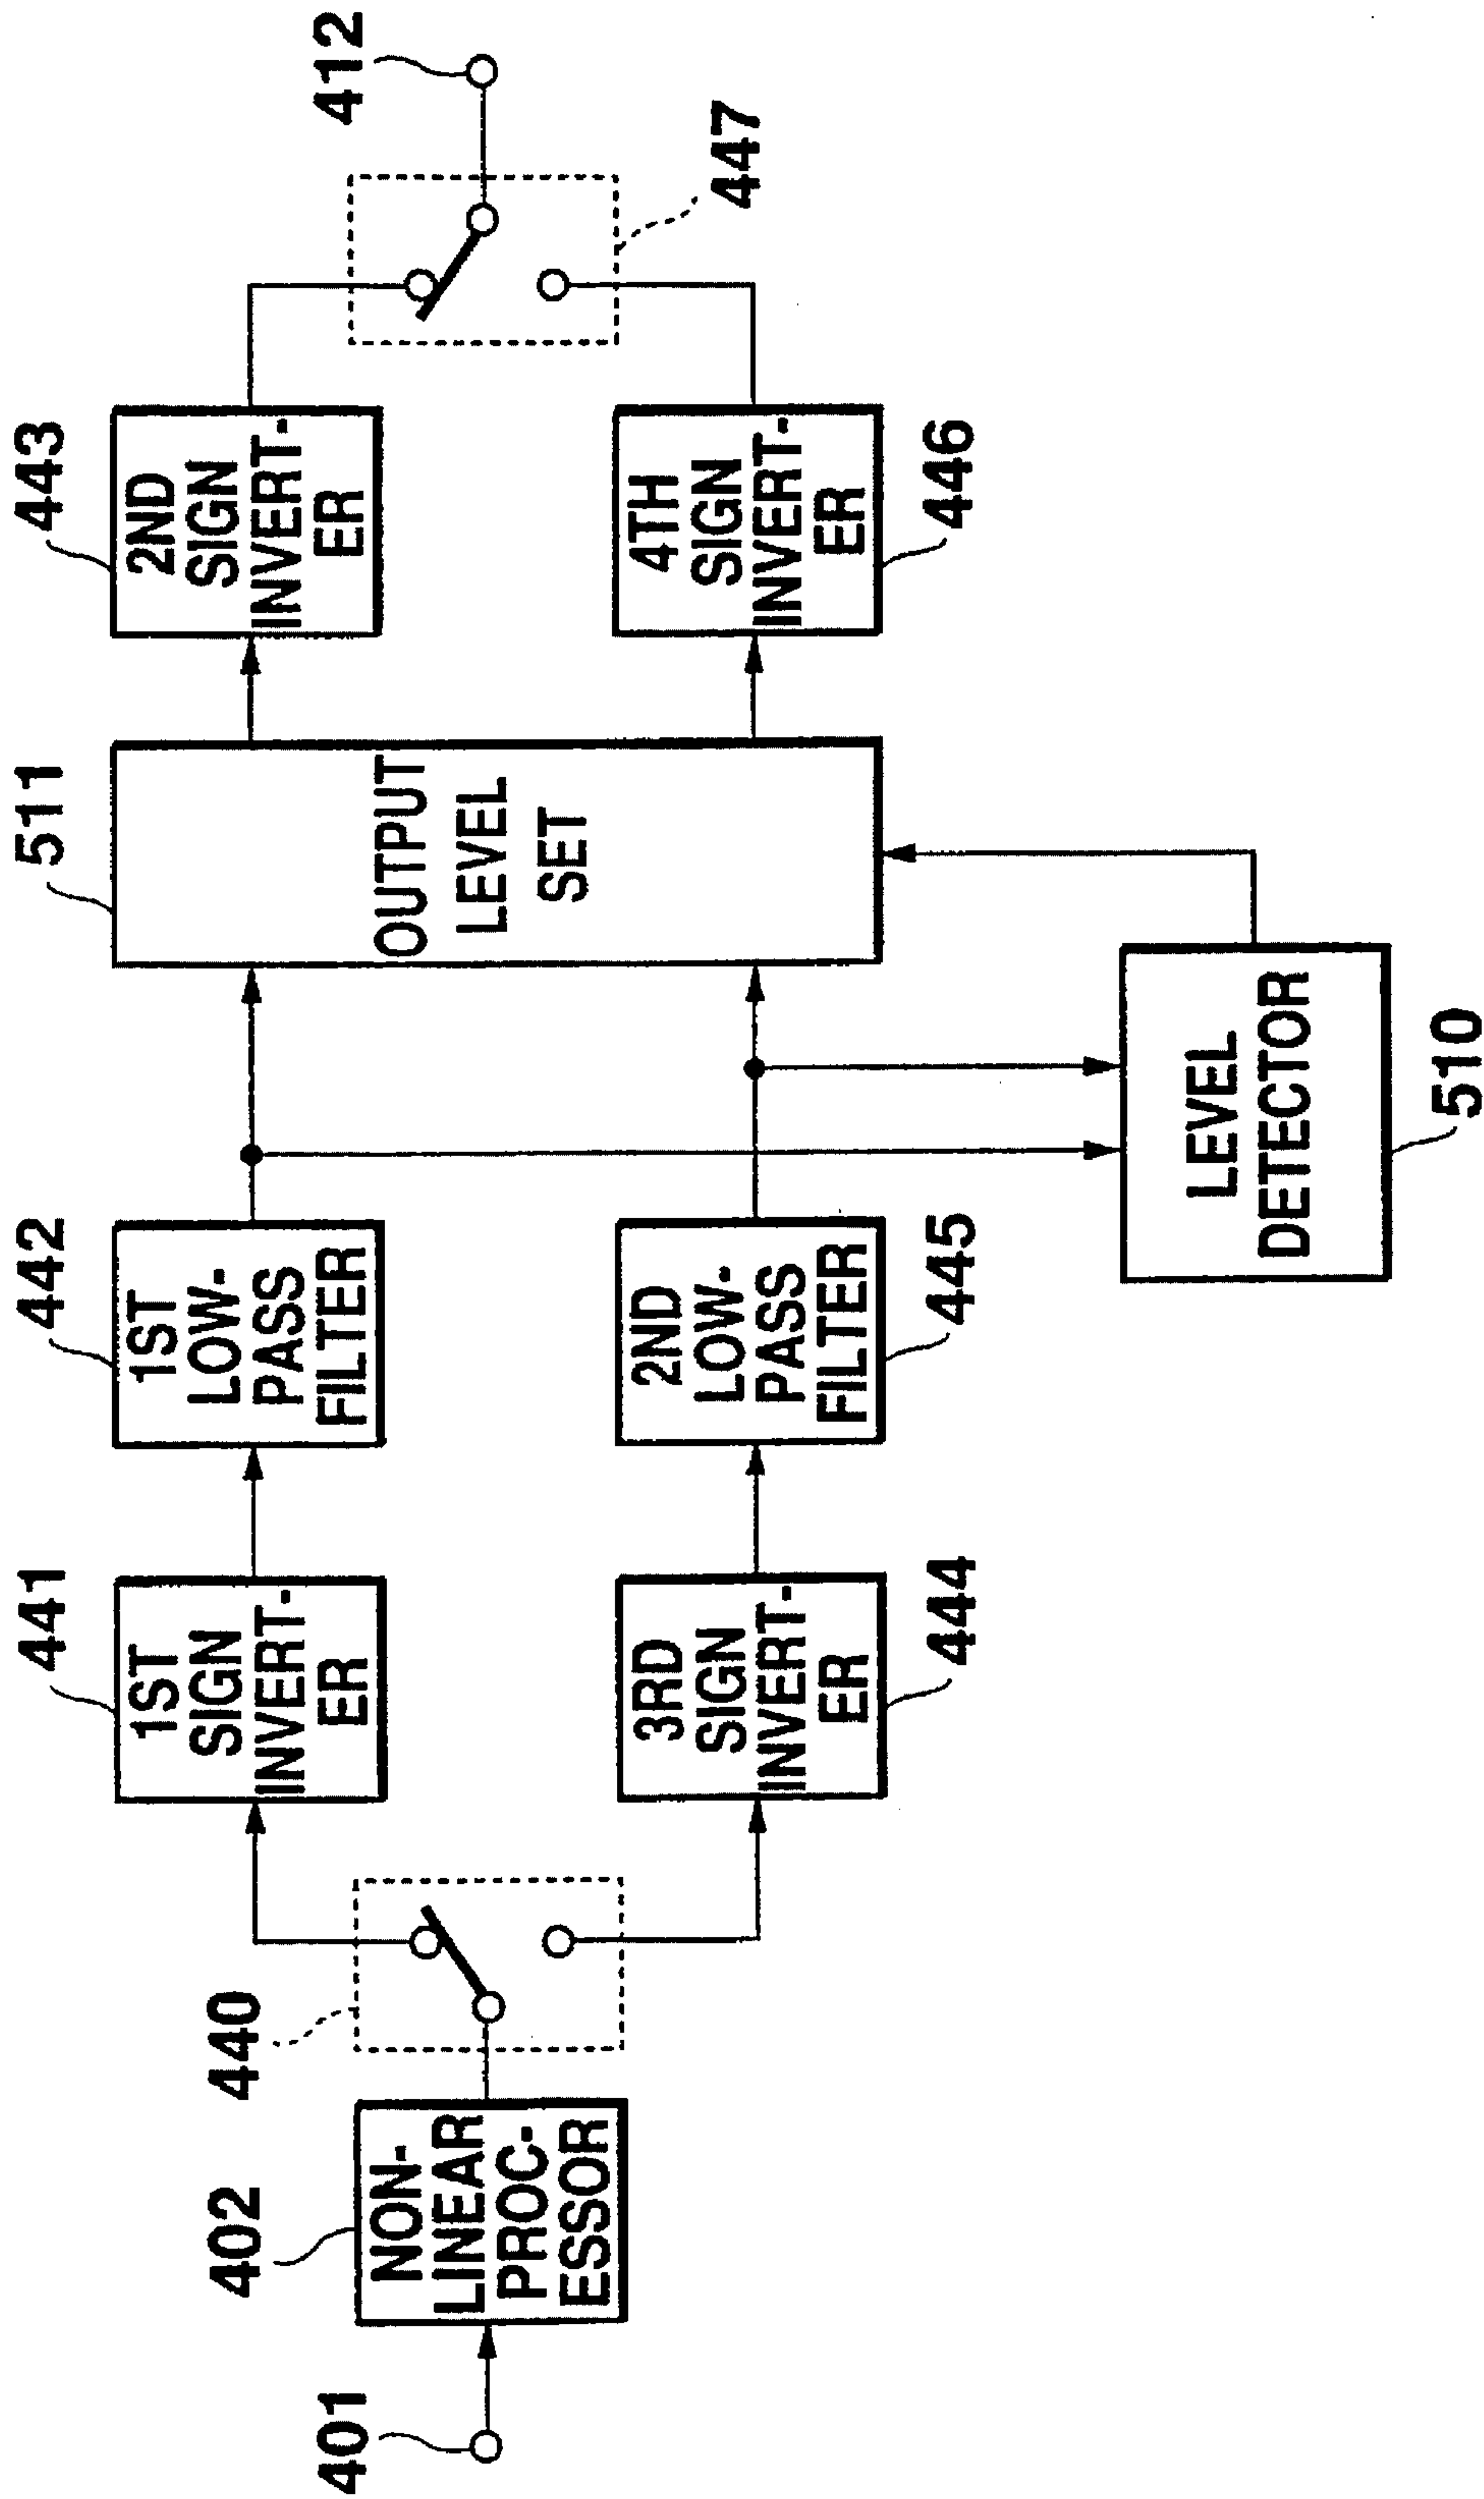 401
402
NON-
LINEAR
PROC-
ESSOR
440
441
1ST
SIGN
INVERT-
ER
442
1ST
LOW-
PASS
FILTER
511
OUTPUT
LEVEL
SET
443
2ND
SIGN
INVERT-
ER
447
412
3RD
SIGN
INVERT-
ER
444
2ND
LOW-
PASS
FILTER
445
4TH
SIGN
INVERT-
ER
446
LEVEL
DETECTOR
510